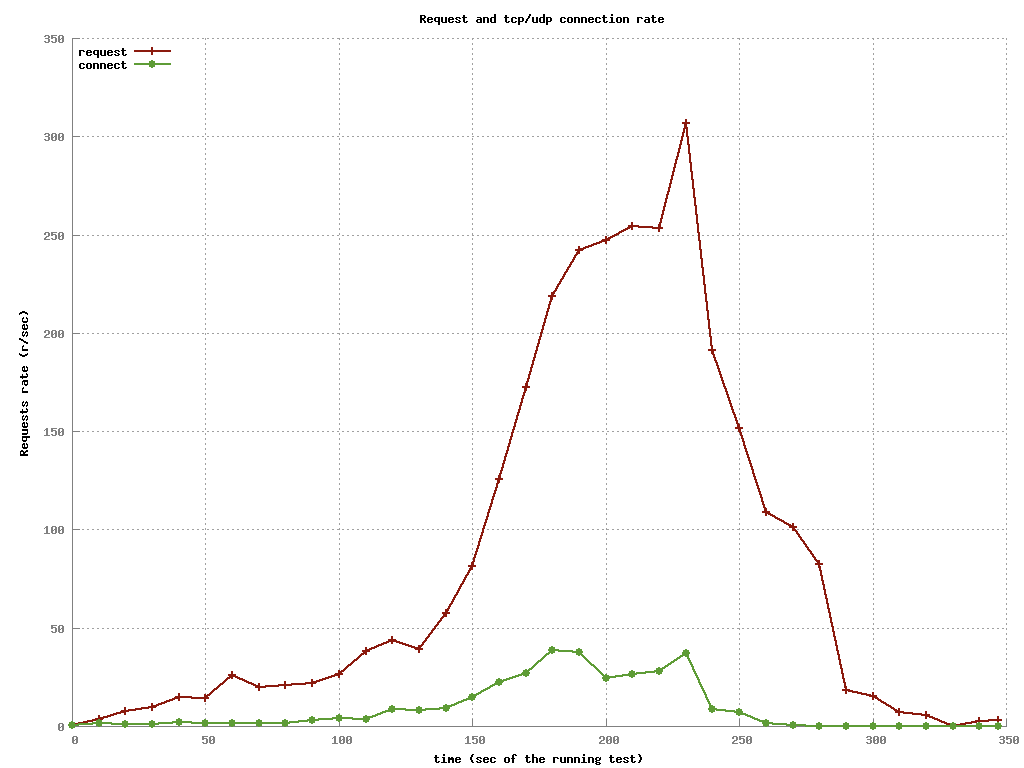 Request and tcp/udp connection rate
350
300
250
200
150
100
50
0
request
connect
Requests rate (r/sec)
0 50 100 150 200 250 300 350
time (sec of the running test)